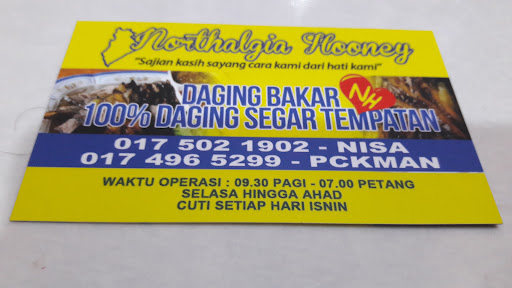 Northalgia Hooney
"Sajian kasih sayang cara kami dari hati kami"
DAGING BAKAR
NH
100% DAGING SEGAR TEMPATAN
017 502 1902 - NISA
017 496 5299 - PCKMAN
WAKTU OPERASI : 09.30 PAGI - 07.00 PETANG
SELASA HINGGA AHAD
CUTI SETIAP HARI ISNIN